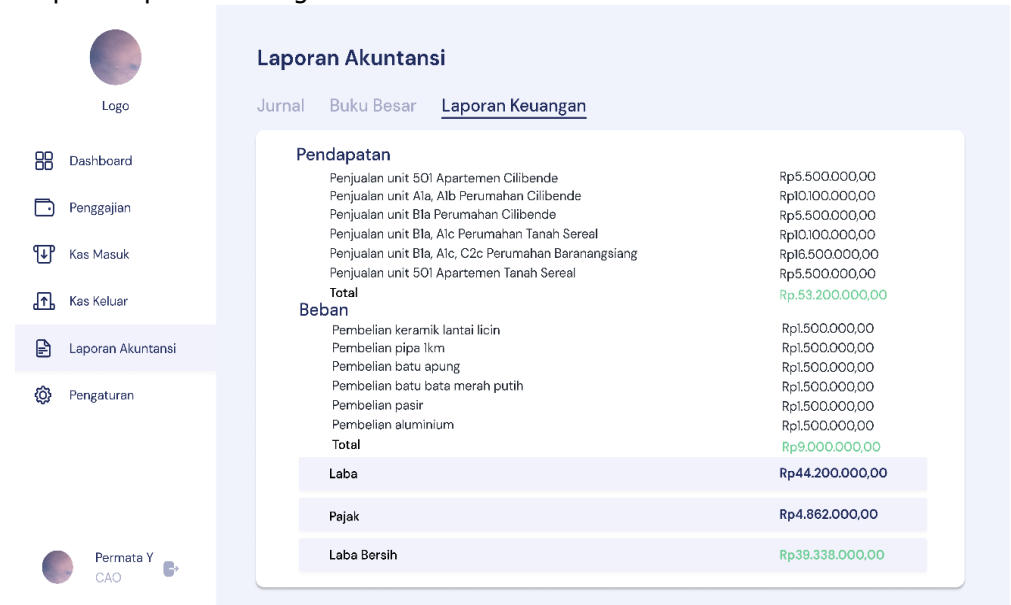 Logo
Dashboard
Penggajian
Kas Masuk
Kas Keluar
Laporan Akuntansi
Pengaturan
Permata Y
CAO
Laporan Akuntansi
Jurnal Buku Besar Laporan Keuangan
Pendapatan
Penjualan unit 501 Apartemen Cilibende Rp5.500.000,00
Penjualan unit A1a, A1b Perumahan Cilibende Rp10.100.000,00
Penjualan unit B1a Perumahan Cilibende Rp5.500.000,00
Penjualan unit B1a, A1c Perumahan Tanah Sereal Rp10.100.000,00
Penjualan unit B1a, A1c, C2c Perumahan Baranangsiang Rp16.500.000,00
Penjualan unit 501 Apartemen Tanah Sereal Rp5.500.000,00
Total Rp.53.200.000,00
Beban
Pembelian keramik lantai licin Rp1.500.000,00
Pembelian pipa 1km Rp1.500.000,00
Pembelian batu apung Rp1.500.000,00
Pembelian batu bata merah putih Rp1.500.000,00
Pembelian pasir Rp1.500.000,00
Pembelian aluminium Rp1.500.000,00
Total Rp9.000.000,00
Laba Rp44.200.000,00
Pajak Rp4.862.000,00
Laba Bersih Rp39.338.000,00